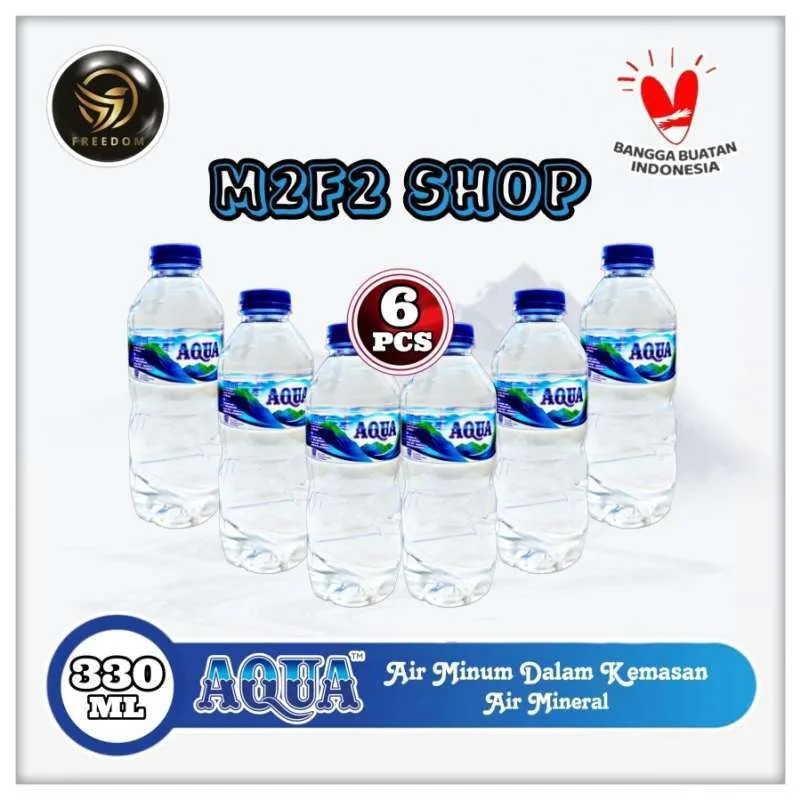 FREEDOM
BANGGA BUATAN
INDONESIA
M2F2 SHOP
6
PCS
AQUA
AQUA
AQUA
AQUA
AQUA
AQUA
330
ML
AQUA™
Air Minum Dalam Kemasan
Air Mineral